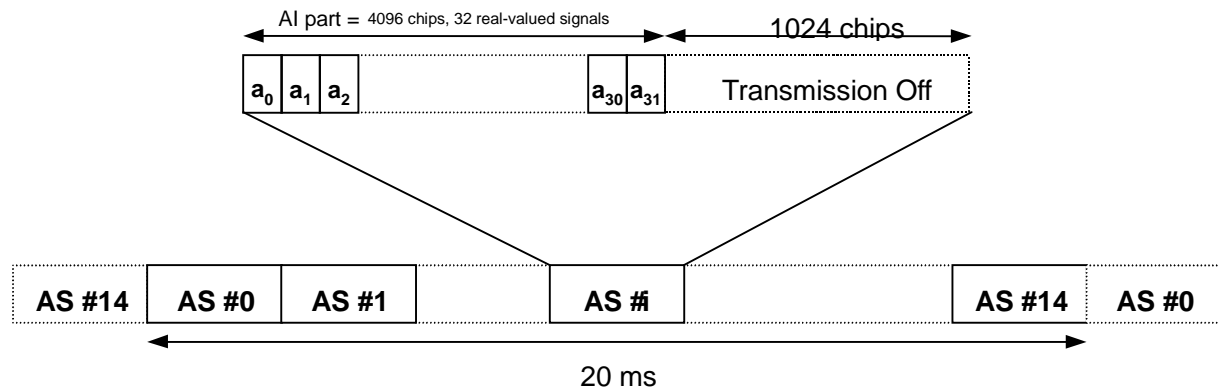 AI part = 4096 chips, 32 real-valued signals
1024 chips
a0 a1 a2 a30 a31 Transmission Off
AS #14 AS #0 AS #1 AS #i AS #14 AS #0
20 ms